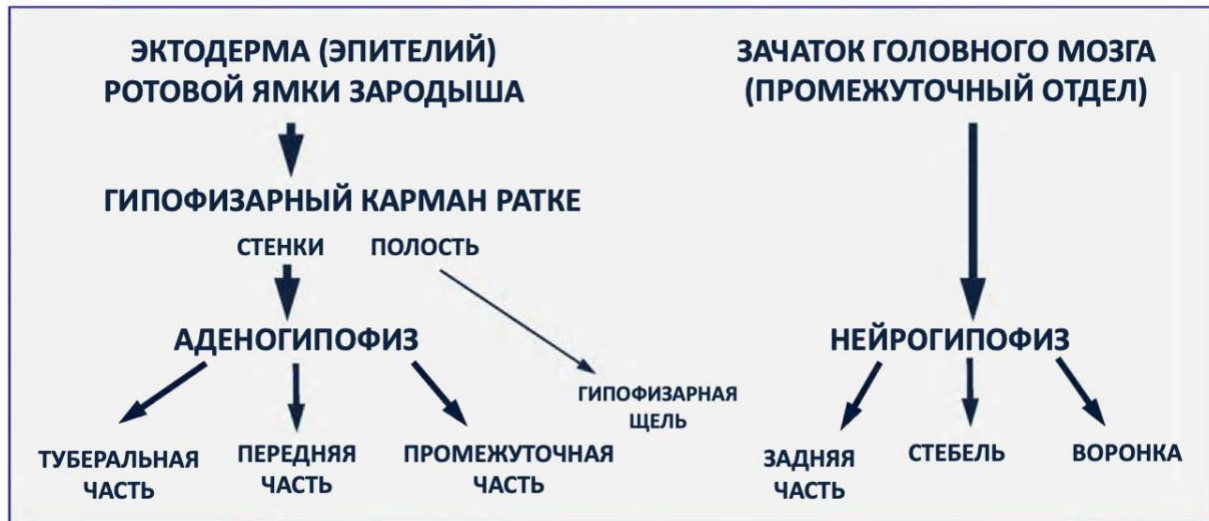 ЭКТОДЕРМА (ЭПИТЕЛИЙ)
РОТОВОЙ ЯМКИ ЗАРОДЫША
ГИПОФИЗАРНЫЙ КАРМАН РАТКЕ
СТЕНКИ ПОЛОСТЬ
АДЕНОГИПОФИЗ
ГИПОФИЗАРНАЯ
ЩЕЛЬ
ТУБЕРАЛЬНАЯ
ЧАСТЬ
ПЕРЕДНЯЯ
ЧАСТЬ
ПРОМЕЖУТОЧНАЯ
ЧАСТЬ
ЗАЧАТОК ГОЛОВНОГО МОЗГА
(ПРОМЕЖУТОЧНЫЙ ОТДЕЛ)
НЕЙРОГИПОФИЗ
ЗАДНЯЯ
ЧАСТЬ
СТЕБЕЛЬ
ВОРОНКА